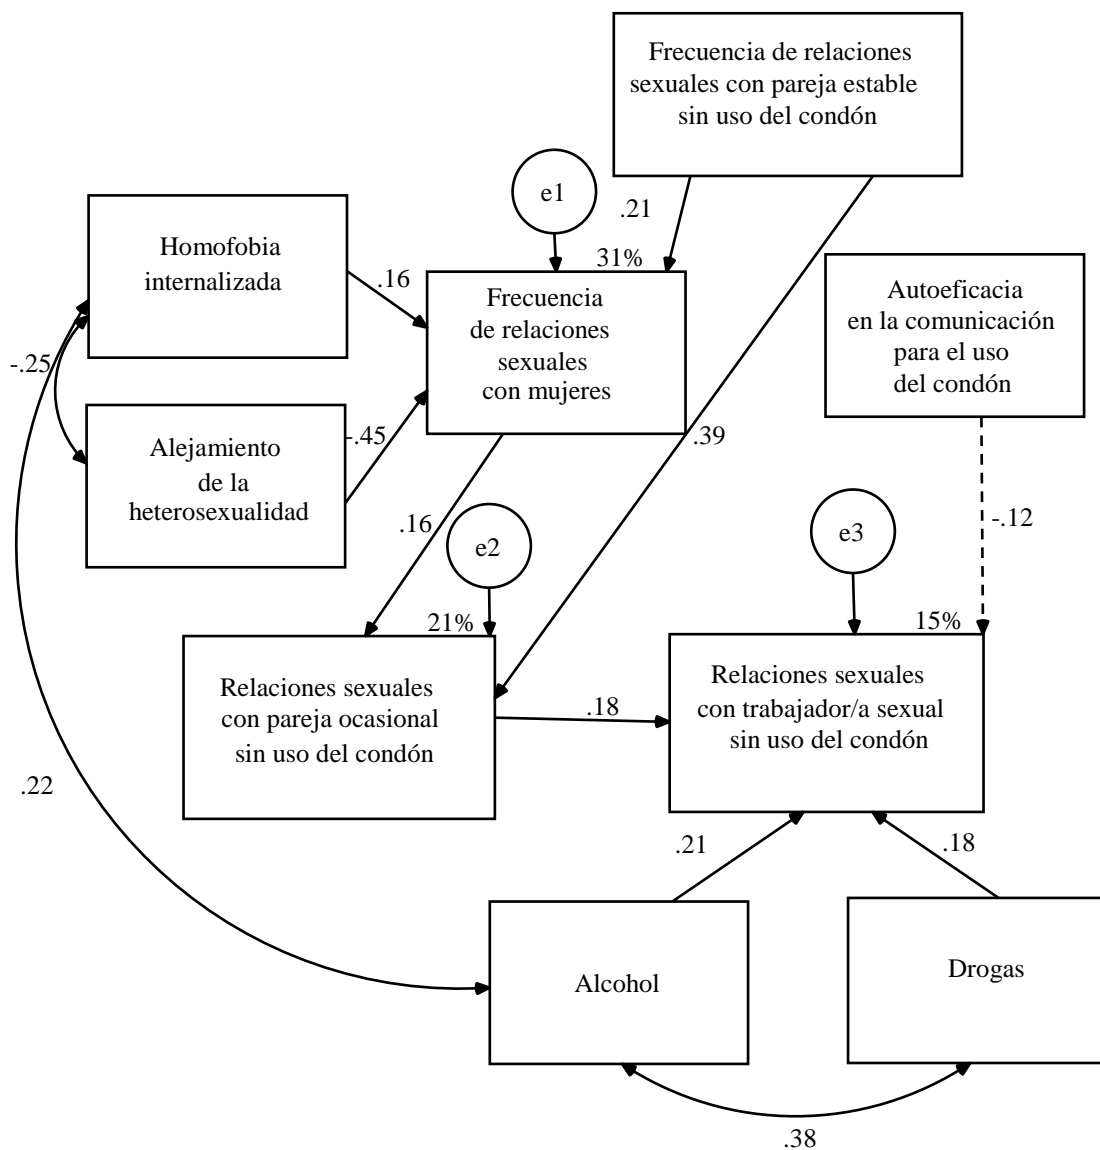 Frecuencia de relaciones
sexuales con pareja estable
sin uso del condón
e1
.21
31%
Homofobia
internalizada
.16
Frecuencia
de relaciones
sexuales
con mujeres
Autoeficacia
en la comunicación
para el uso
del condón
-.25
Alejamiento
de la
heterosexualidad
-.45
.39
.16
e2
e3
-.12
21%
15%
Relaciones sexuales
con pareja ocasional
sin uso del condón
.18
Relaciones sexuales
con trabajador/a sexual
sin uso del condón
.22
.21
.18
Alcohol
Drogas
.38